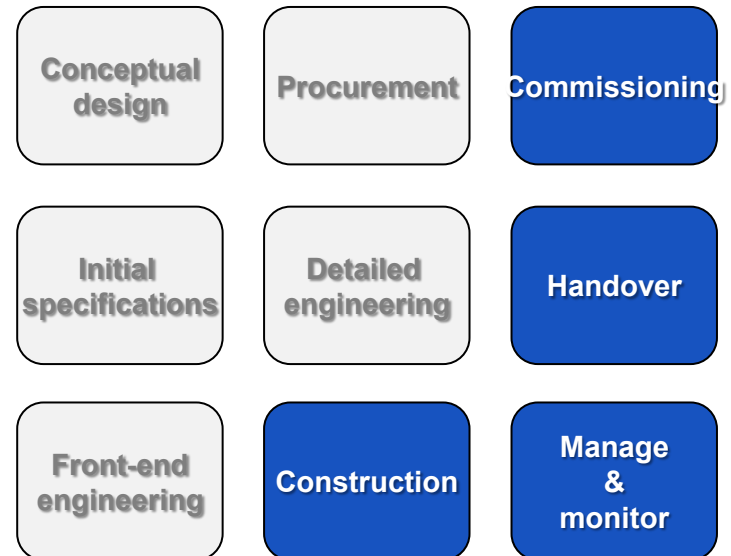 Conceptual
design
Procurement
Commissioning
Initial
specifications
Detailed
engineering
Handover
Front-end
engineering
Construction
Manage
&
monitor